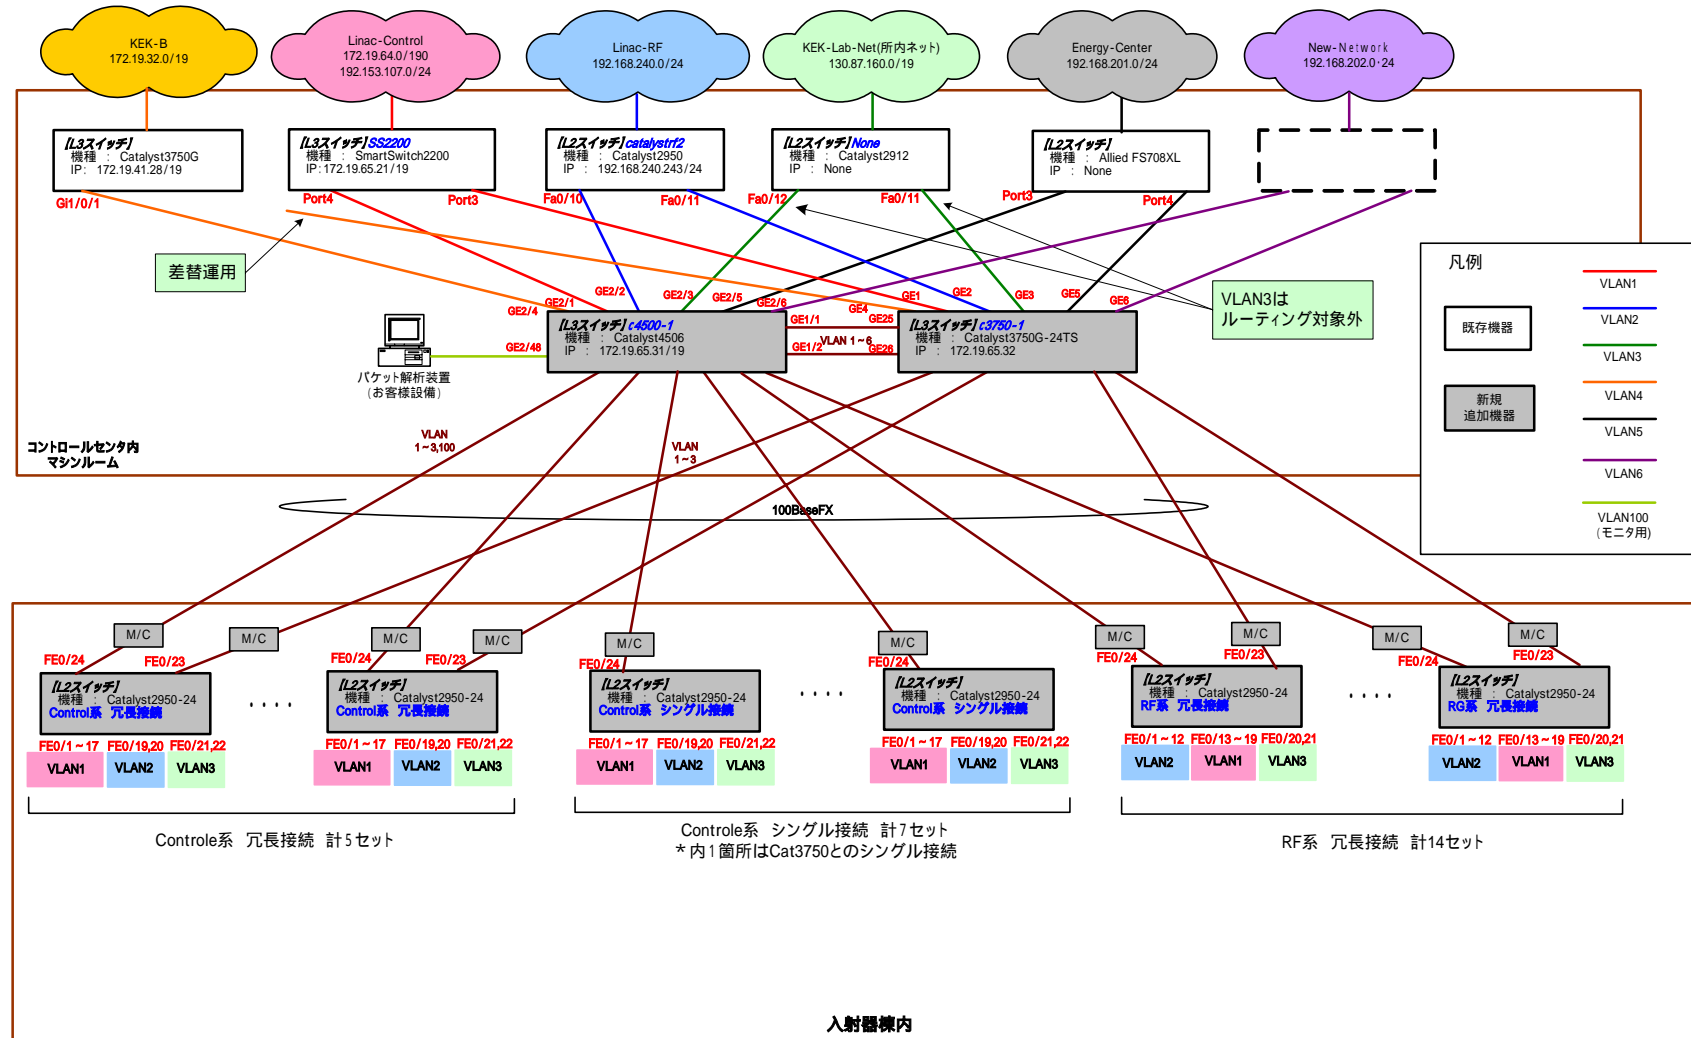 KEK-B
172.19.32.0/19
Linac-Control
172.19.64.0/190
192.153.107.0/24
Linac-RF
192.168.240.0/24
KEK-Lab-Net(所内ネット)
130.87.160.0/19
Energy-Center
192.168.201.0/24
New-Network
192.168.202.0・24
【L3スイッチ】
機種 : Catalyst3750G
IP: 172.19.41.28/19
【L3スイッチ】SS2200
機種 : SmartSwitch2200
IP:172.19.65.21/19
【L2スイッチ】catalystrf2
機種 : Catalyst2950
IP : 192.168.240.243/24
【L2スイッチ】None
機種 : Catalyst2912
IP : None
【L2スイッチ】
機種 : Allied FS708XL
IP : None
Gi1/0/1
Port4
Port3
Fa0/10
Fa0/11
Fa0/12
Fa0/11
Port3
Port4
差替運用
VLAN3は
ルーティング対象外
GE2/4
GE2/1
GE2/2
GE2/3
GE2/5
GE2/6
GE4
GE1
GE2
GE3
GE5
GE6
【L3スイッチ】c4500-1
機種 : Catalyst4506
IP : 172.19.65.31/19
GE1/1
GE25
VLAN 1~6
GE1/2
GE26
【L3スイッチ】c3750-1
機種 : Catalyst3750G-24TS
IP : 172.19.65.32
GE2/48
パケット解析装置
(お客様設備)
凡例
既存機器
新規
追加機器
VLAN1
VLAN2
VLAN3
VLAN4
VLAN5
VLAN6
VLAN100
(モニタ用)
VLAN
1~3,100
VLAN
1~3
コントロールセンタ内
マシンルーム
100BaseFX
M/C
M/C
M/C
M/C
M/C
M/C
M/C
M/C
M/C
M/C
FE0/24
FE0/23
FE0/24
FE0/23
FE0/24
FE0/24
FE0/24
FE0/23
FE0/24
FE0/23
【L2スイッチ】
機種 : Catalyst2950-24
Control系 冗長接続
・・・・
【L2スイッチ】
機種 : Catalyst2950-24
Control系 冗長接続
【L2スイッチ】
機種 : Catalyst2950-24
Control系 シングル接続
・・・・
【L2スイッチ】
機種 : Catalyst2950-24
Control系 シングル接続
【L2スイッチ】
機種 : Catalyst2950-24
RF系 冗長接続
・・・・
【L2スイッチ】
機種 : Catalyst2950-24
RG系 冗長接続
FE0/1~17 FE0/19,20 FE0/21,22
VLAN1 VLAN2 VLAN3
FE0/1~17 FE0/19,20 FE0/21,22
VLAN1 VLAN2 VLAN3
FE0/1~17 FE0/19,20 FE0/21,22
VLAN1 VLAN2 VLAN3
FE0/1~17 FE0/19,20 FE0/21,22
VLAN1 VLAN2 VLAN3
FE0/1~12 FE0/13~19 FE0/20,21
VLAN2 VLAN1 VLAN3
FE0/1~12 FE0/13~19 FE0/20,21
VLAN2 VLAN1 VLAN3
Controle系 冗長接続 計5セット
Controle系 シングル接続 計7セット
*内1箇所はCat3750とのシングル接続
RF系 冗長接続 計14セット
入射器棟内